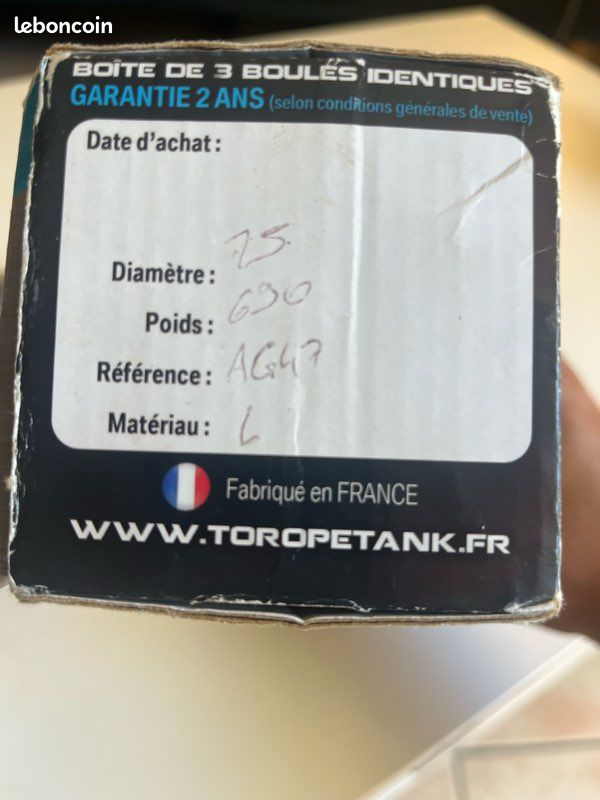 leboncoin
BOÎTE DE 3 BOULES IDENTIQUES
GARANTIE 2 ANS (selon conditions générales de vente)
Date d'achat :
Diamètre : 75
Poids : 690
Référence : AG47
Matériau : L
Fabriqué en FRANCE
WWW.TOROPETANK.FR